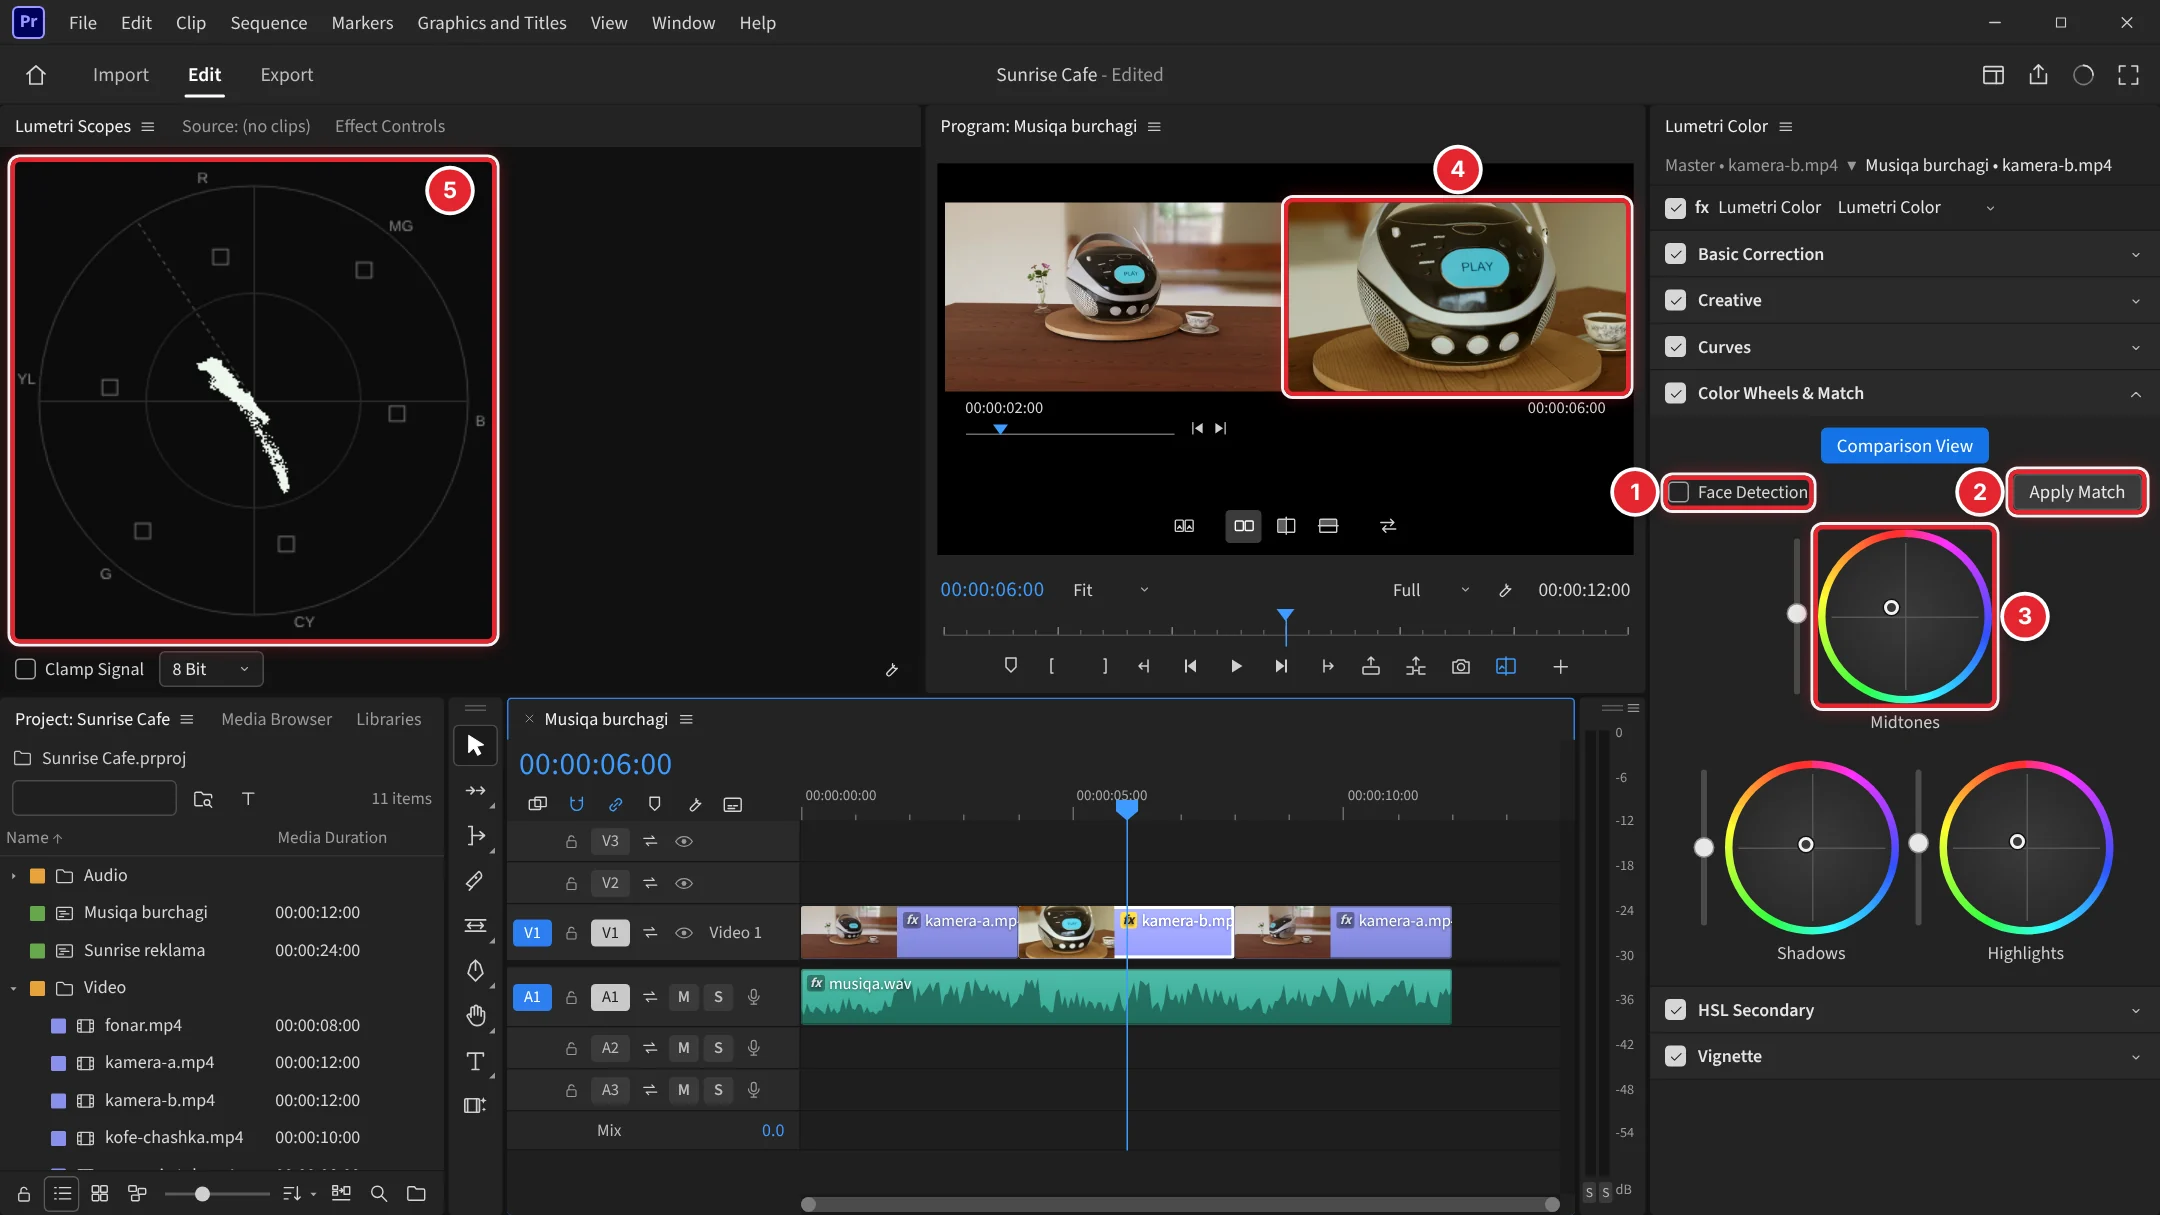 Pr File Edit Clip Sequence Markers Graphics and Titles View Window Help
Import Edit Export
Sunrise Cafe - Edited
Lumetri Scopes Source: (no clips) Effect Controls
R
MG
YL
B
G
CY
5
Clamp Signal 8 Bit
Program: Musiqa burchagi
4
PLAY PLAY
00:00:02:00 00:00:06:00
00:00:06:00 Fit Full 00:00:12:00
Lumetri Color
Master • kamera-b.mp4 Musiqa burchagi • kamera-b.mp4
fx Lumetri Color Lumetri Color
Basic Correction
Creative
Curves
Color Wheels & Match
Comparison View
1 Face Detection 2 Apply Match
3
Midtones
Shadows Highlights
HSL Secondary
Vignette
Project: Sunrise Cafe Media Browser Libraries
Sunrise Cafe.prproj
11 items
Name Media Duration
Audio
Musiqa burchagi 00:00:12:00
Sunrise reklama 00:00:24:00
Video
fonar.mp4 00:00:08:00
kamera-a.mp4 00:00:12:00
kamera-b.mp4 00:00:12:00
kofe-chashka.mp4 00:00:10:00
Musiqa burchagi
00:00:06:00
00:00:00:00 00:00:05:00 00:00:10:00
V3
V2
V1 V1 Video 1
fx kamera-a.mp fx kamera-b.mp fx kamera-a.mp
A1 A1 M S
fx musiqa.wav
A2 M S
A3 M S
Mix 0.0
0
-6
-12
-18
-24
-30
-36
-42
-48
-54
S S dB